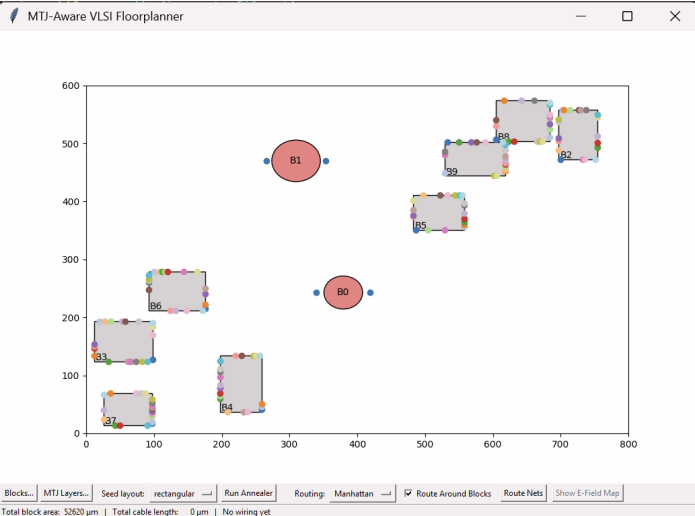 MTJ-Aware VLSI Floorplanner
600
500
400
300
200
100
0
0 100 200 300 400 500 600 700 800
B1
B8
B2
B9
B5
B6
B0
B3
B4
B7
Blocks... MTJ Layers... Seed layout: rectangular Run Annealer Routing: Manhattan Route Around Blocks Route Nets Show E-Field Map
Total block area: 52620 µm | Total cable length: 0 µm | No wiring yet